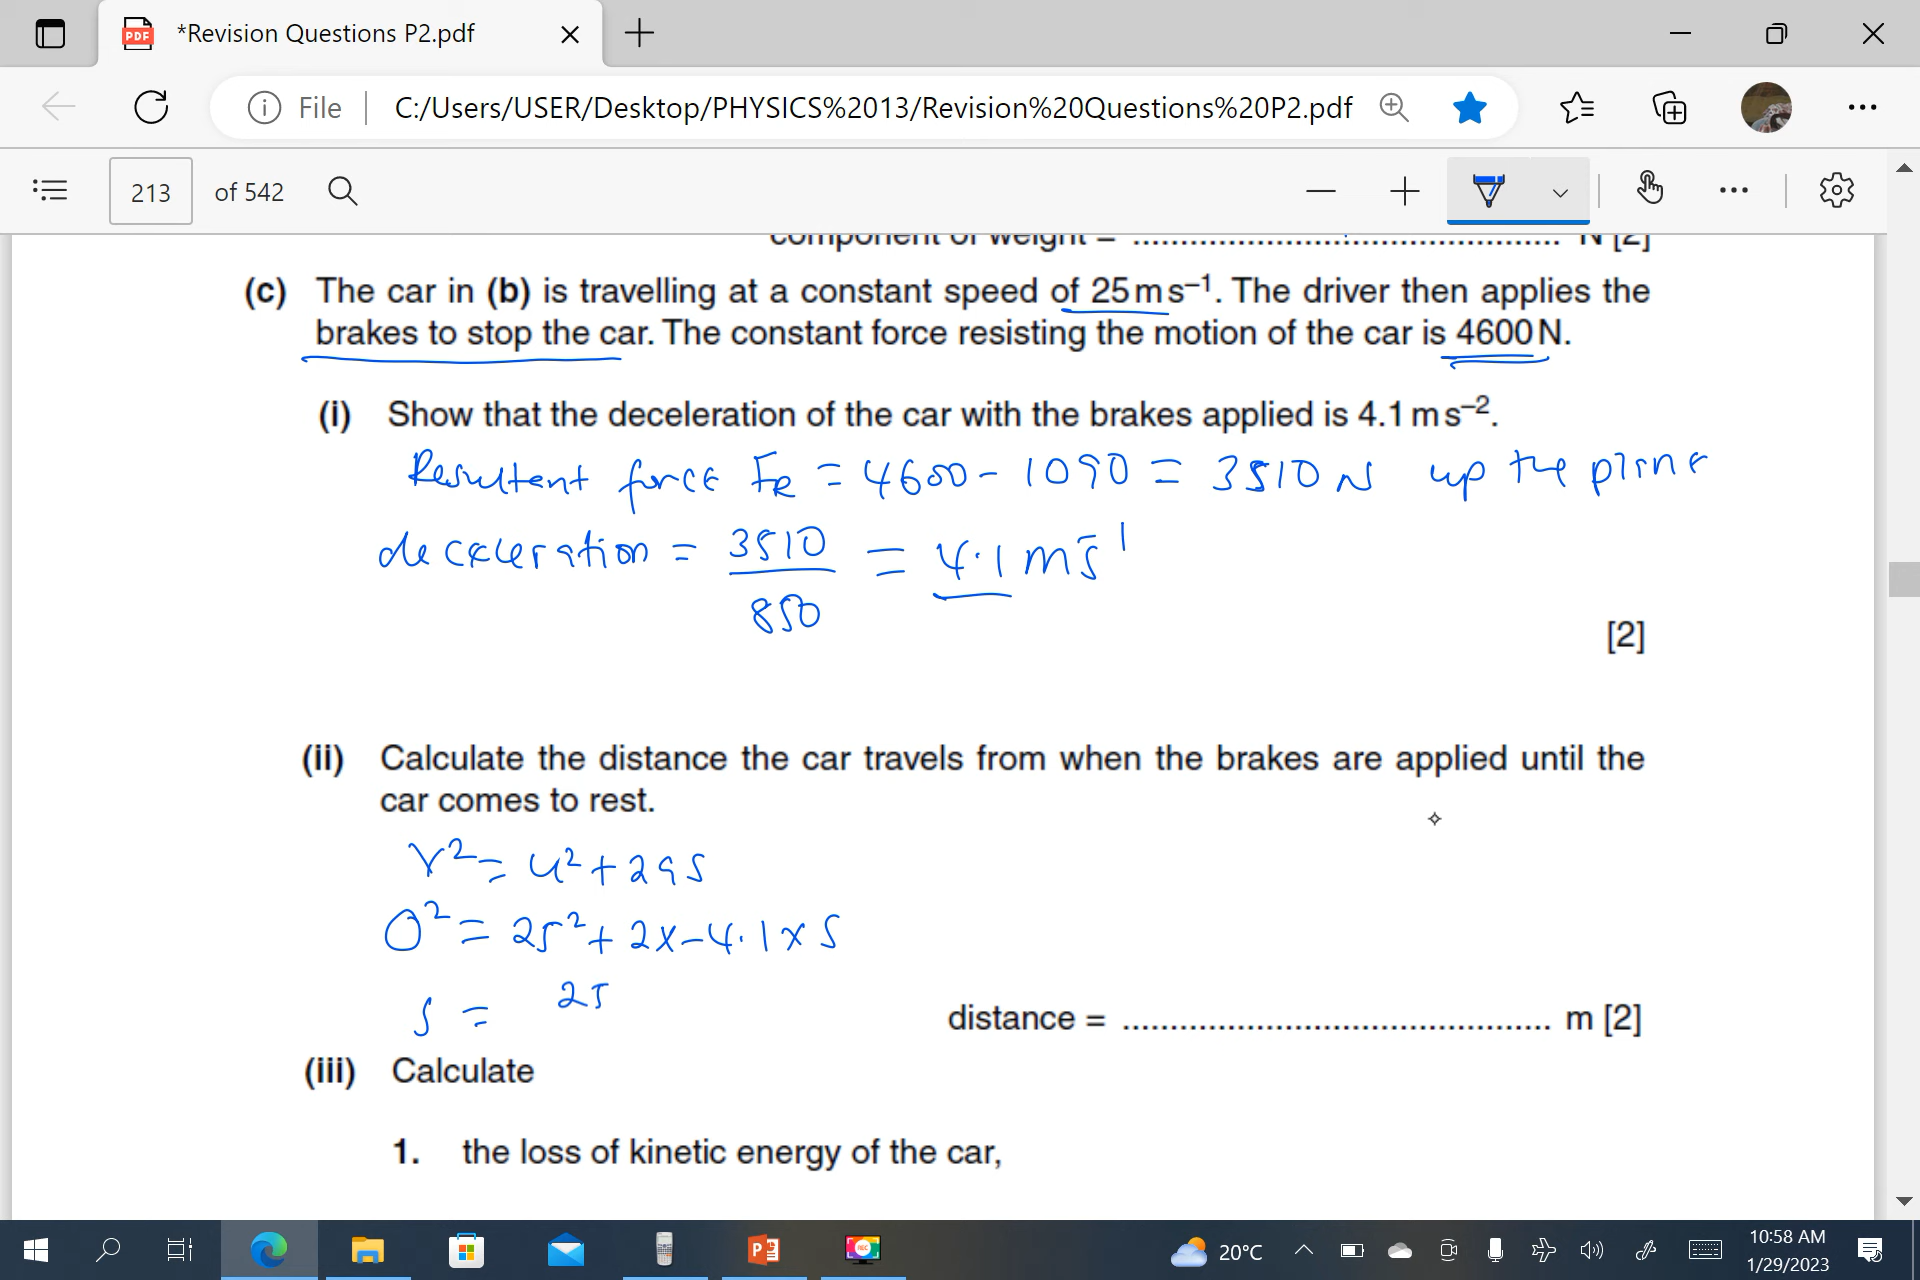 *Revision Questions P2.pdf
File C:/Users/USER/Desktop/PHYSICS%2013/Revision%20Questions%20P2.pdf
213 of 542
component of weight = ............................................. N [2]
(c) The car in (b) is travelling at a constant speed of 25 m s⁻¹. The driver then applies the
brakes to stop the car. The constant force resisting the motion of the car is 4600 N.
(i) Show that the deceleration of the car with the brakes applied is 4.1 m s⁻².
Resultent force F_R = 4600 - 1090 = 3510 N up the plane
deceleration = 3510/850 = 4.1 ms⁻¹
[2]
(ii) Calculate the distance the car travels from when the brakes are applied until the
car comes to rest.
v² = u² + 2as
0² = 25² + 2x-4.1 x s
s = 25
distance = ............................................. m [2]
(iii) Calculate
1. the loss of kinetic energy of the car,
20°C
10:58 AM
1/29/2023